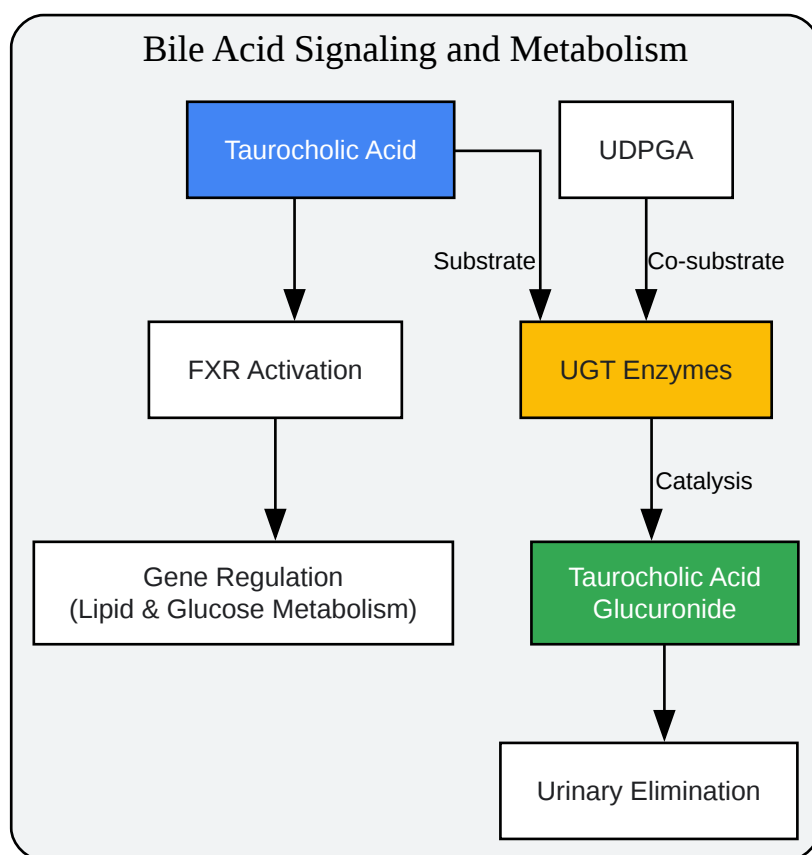 Bile Acid Signaling and Metabolism
Taurocholic Acid
UDPGA
Substrate
Co-substrate
FXR Activation
UGT Enzymes
Catalysis
Gene Regulation
(Lipid & Glucose Metabolism)
Taurocholic Acid
Glucuronide
Urinary Elimination